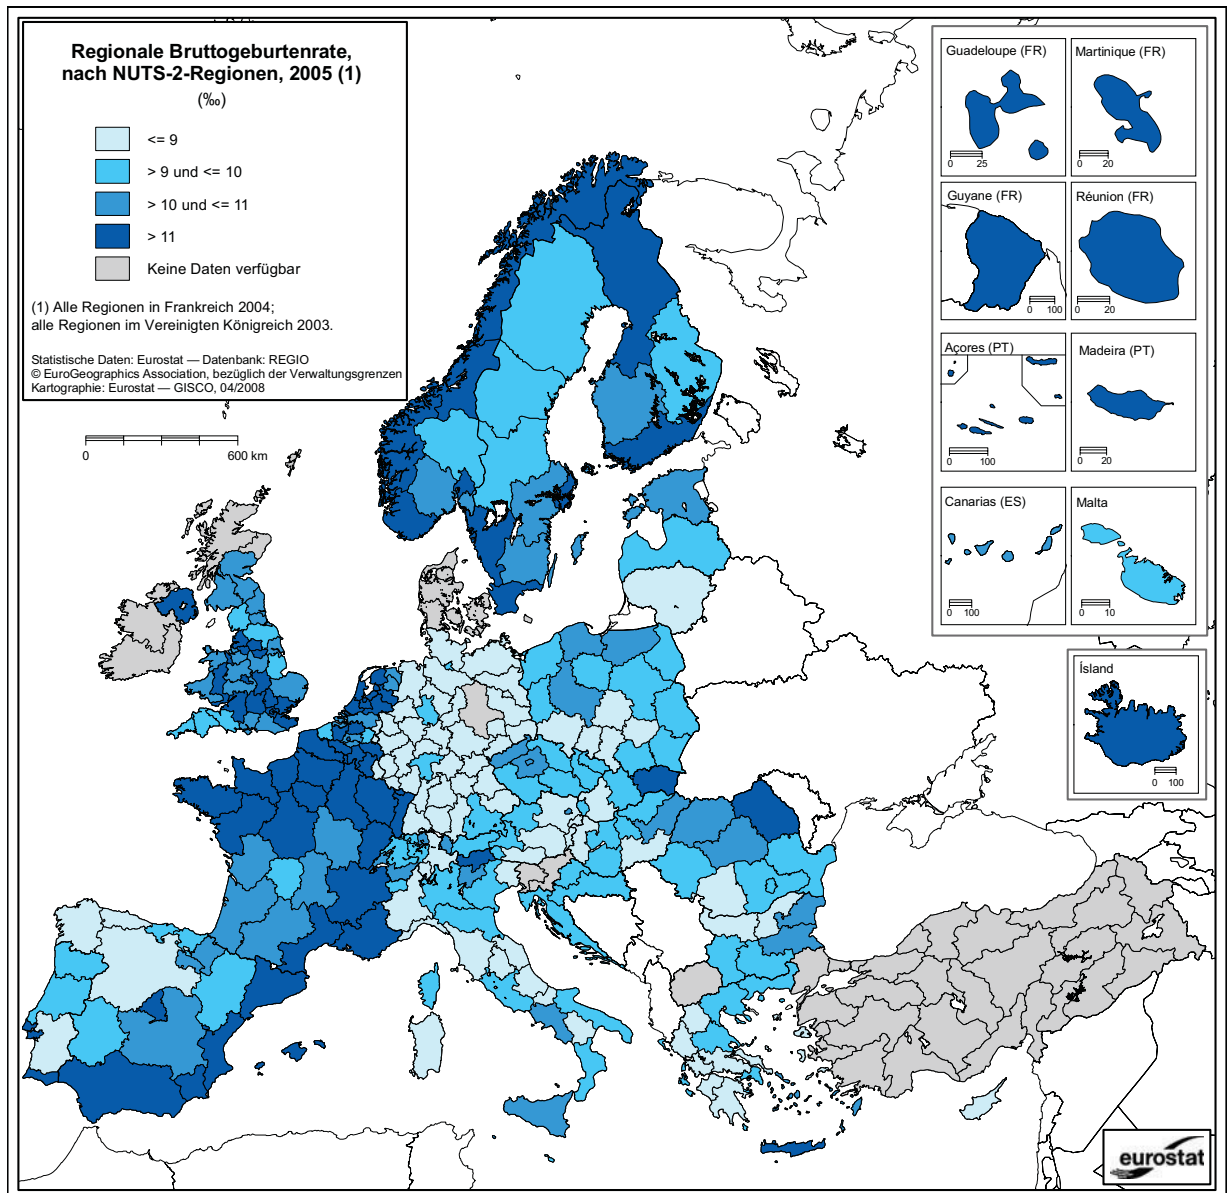 Regionale Bruttogeburtenrate,
nach NUTS-2-Regionen, 2005 (1)
(‰)
<= 9
> 9 und <= 10
> 10 und <= 11
> 11
Keine Daten verfügbar
(1) Alle Regionen in Frankreich 2004;
alle Regionen im Vereinigten Königreich 2003.
Statistische Daten: Eurostat — Datenbank: REGIO
© EuroGeographics Association, bezüglich der Verwaltungsgrenzen
Kartographie: Eurostat — GISCO, 04/2008
0 600 km
Guadeloupe (FR)
0 25
Martinique (FR)
0 20
Guyane (FR)
0 100
Réunion (FR)
0 20
Açores (PT)
0 100
Madeira (PT)
0 20
Canarias (ES)
0 100
Malta
0 10
Ísland
0 100
eurostat